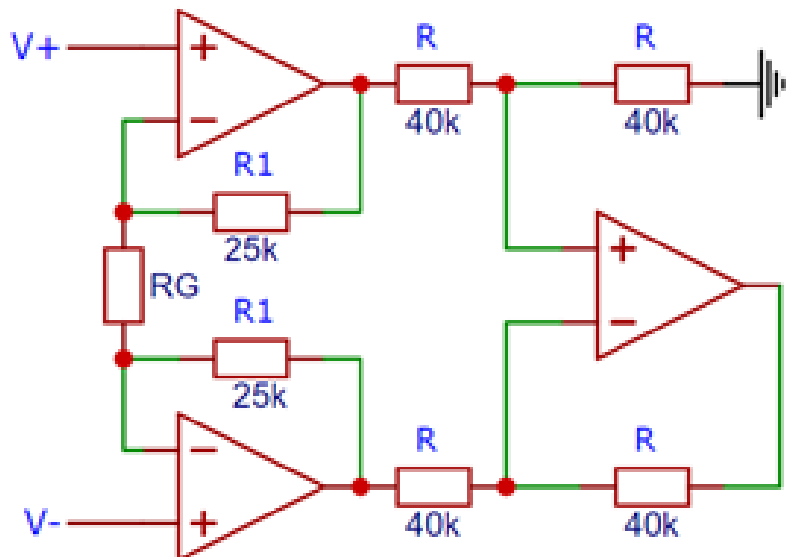 R R
V+ +
40k 40k
− R1
25k +
RG
R1 −
25k
− R R
V- + 40k 40k